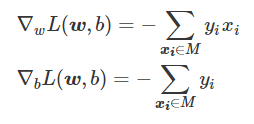 ∇_w L(w, b) = − ∑_{x_i∈M} y_i x_i
∇_b L(w, b) = − ∑_{x_i∈M} y_i